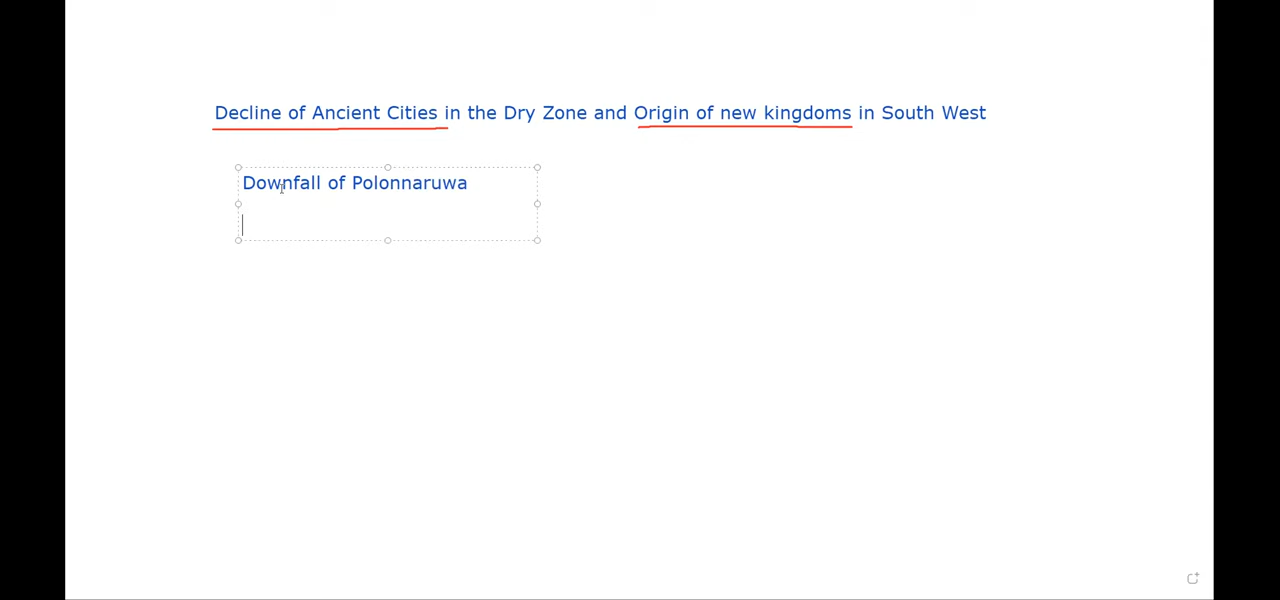 Decline of Ancient Cities in the Dry Zone and Origin of new kingdoms in South West
Downfall of Polonnaruwa